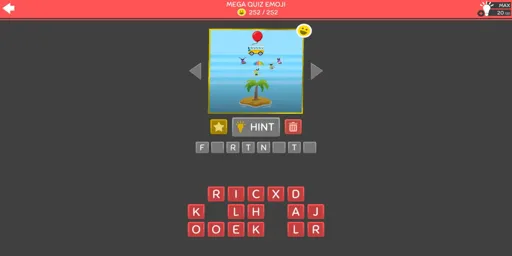 MEGA QUIZ EMOJI
252 / 252
MAX
20
HINT
F R T N T
R I C X D
K L H A J
O O E K L R